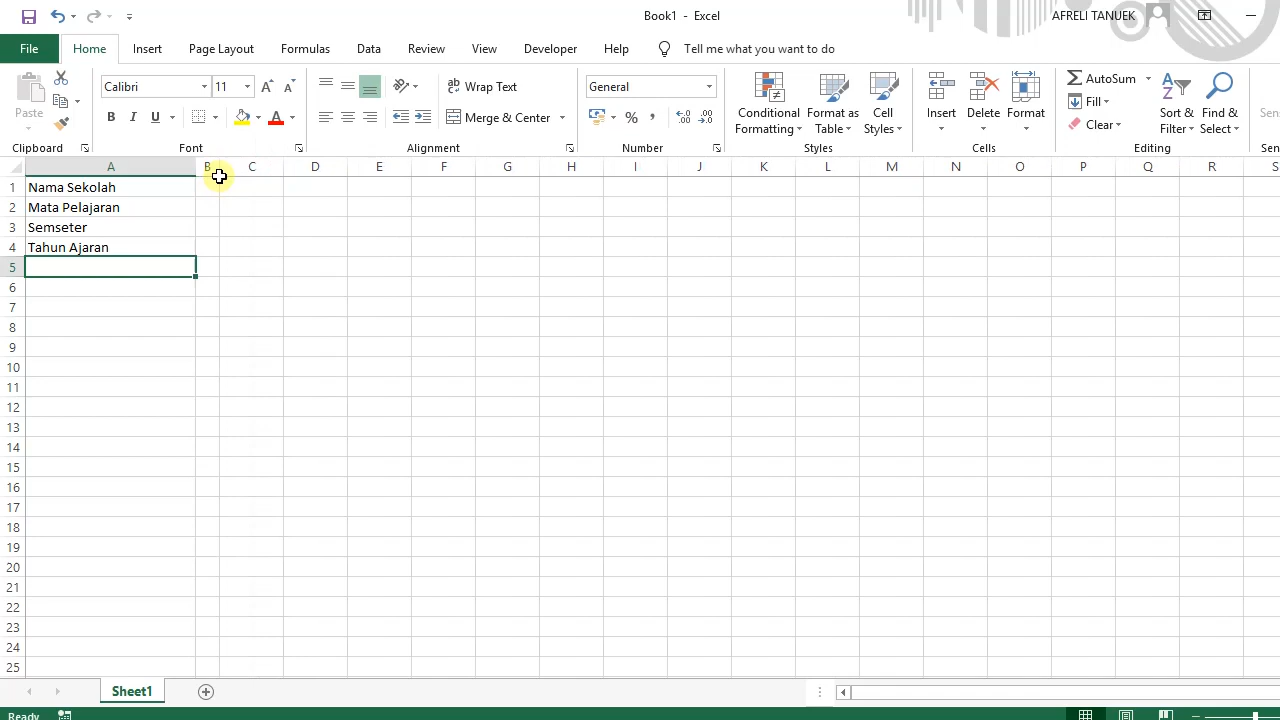 Book1 - Excel
AFRELI TANUEK
File Home Insert Page Layout Formulas Data Review View Developer Help Tell me what you want to do
Paste
Clipboard
Calibri 11
B I U
Font
Wrap Text
Merge & Center
Alignment
General
Number
Conditional Formatting
Format as Table
Cell Styles
Styles
Insert Delete Format
Cells
AutoSum
Fill
Clear
Sort & Filter
Find & Select
Editing
Sen
A B C D E F G H I J K L M N O P Q R S
1 Nama Sekolah
2 Mata Pelajaran
3 Semseter
4 Tahun Ajaran
5
6
7
8
9
10
11
12
13
14
15
16
17
18
19
20
21
22
23
24
25
Sheet1
Ready